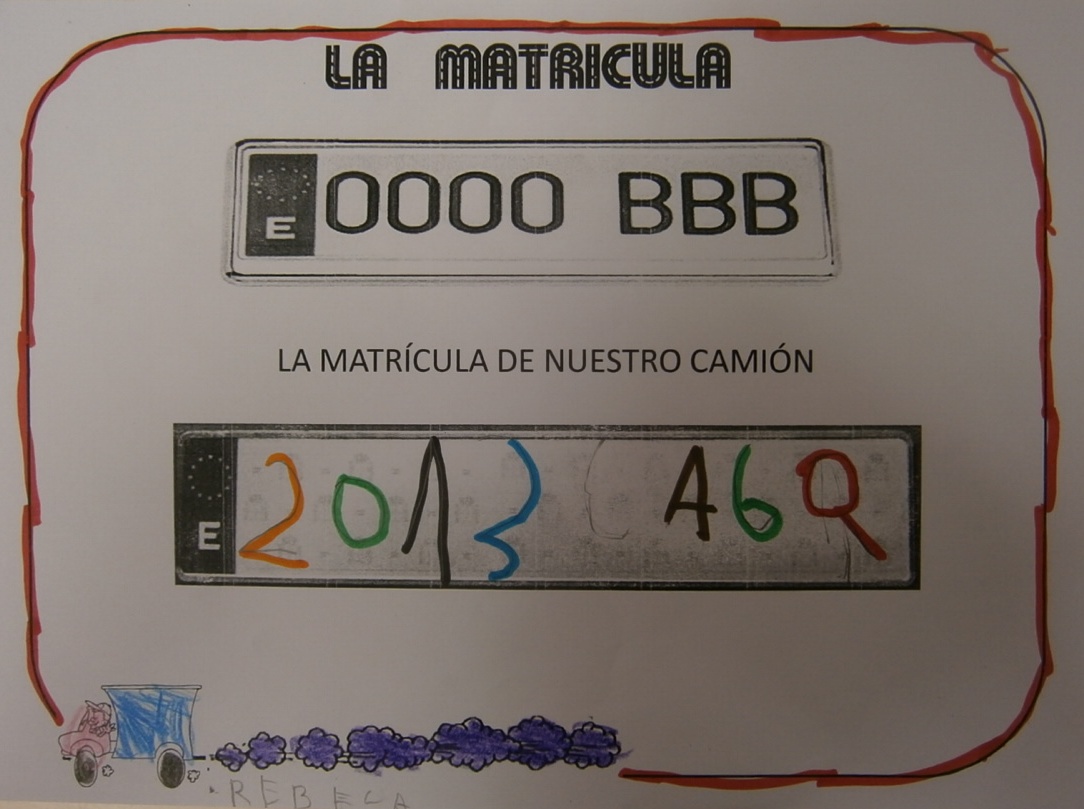 LA MATRICULA
E 0000 BBB
LA MATRÍCULA DE NUESTRO CAMIÓN
E 2013 A6Q
REBECA